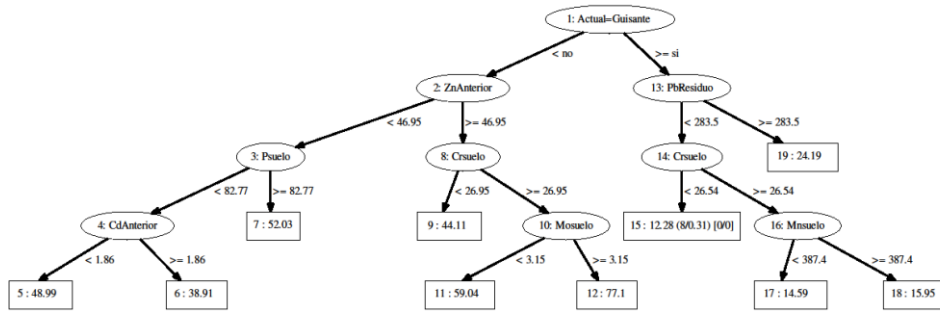 1: Actual=Guisante
< no
>= si
2: ZnAnterior
13: PbResiduo
< 46.95
>= 46.95
< 283.5
>= 283.5
3: Psuelo
8: Crsuelo
14: Crsuelo
19 : 24.19
< 82.77
>= 82.77
< 26.95
>= 26.95
< 26.54
>= 26.54
4: CdAnterior
7 : 52.03
9 : 44.11
10: Mosuelo
15 : 12.28 (8/0.31) [0/0]
16: Mnsuelo
< 1.86
>= 1.86
< 3.15
>= 3.15
< 387.4
>= 387.4
5 : 48.99
6 : 38.91
11 : 59.04
12 : 77.1
17 : 14.59
18 : 15.95